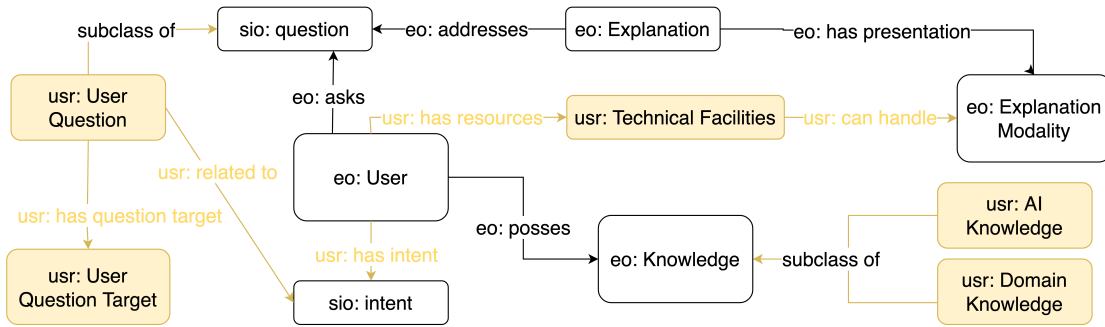 subclass of
sio: question
eo: addresses
eo: Explanation
eo: has presentation
usr: User
Question
eo: asks
usr: has resources
usr: Technical Facilities
usr: can handle
eo: Explanation
Modality
usr: related to
eo: User
usr: has question target
usr: has intent
eo: posses
eo: Knowledge
subclass of
usr: AI
Knowledge
usr: User
Question Target
sio: intent
usr: Domain
Knowledge